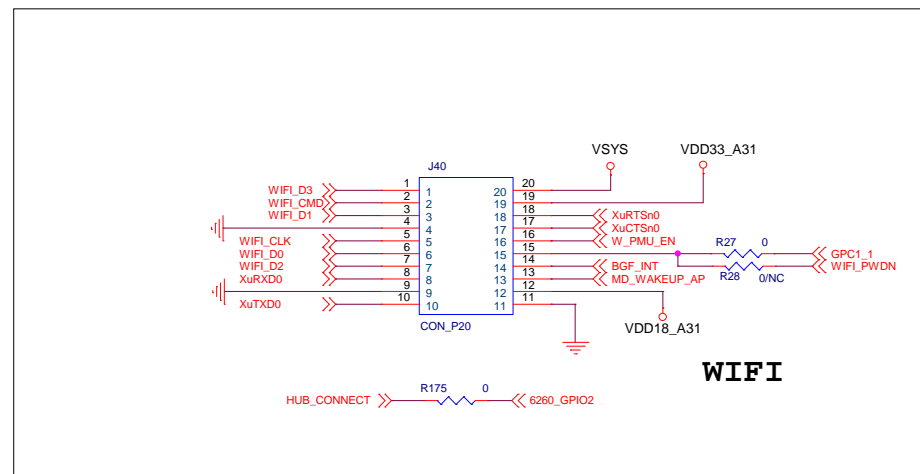 VSYS VDD33_A31
J40
WIFI_D3 1 1 20 20
WIFI_CMD 2 2 19 19
WIFI_D1 3 3 18 18 XuRTSn0
4 4 17 17 XuCTSn0
WIFI_CLK 5 5 16 16 W_PMU_EN
WIFI_D0 6 6 15 15 R27 0 GPC1_1
WIFI_D2 7 7 14 14 BGF_INT R28 0/NC WIFI_PWDN
XuRXD0 8 8 13 13 MD_WAKEUP_AP
9 9 12 12
XuTXD0 10 10 11 11
CON_P20 VDD18_A31
WIFI
HUB_CONNECT R175 0 6260_GPIO2